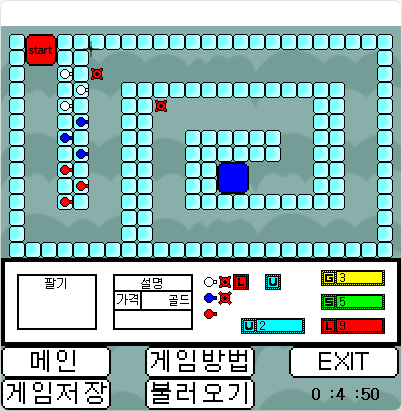 start
팔기
설명
가격 골드
L U
G 3
S 5
U 2
L 9
메인 게임방법 EXIT
게임저장 불러오기 0 :4 :50